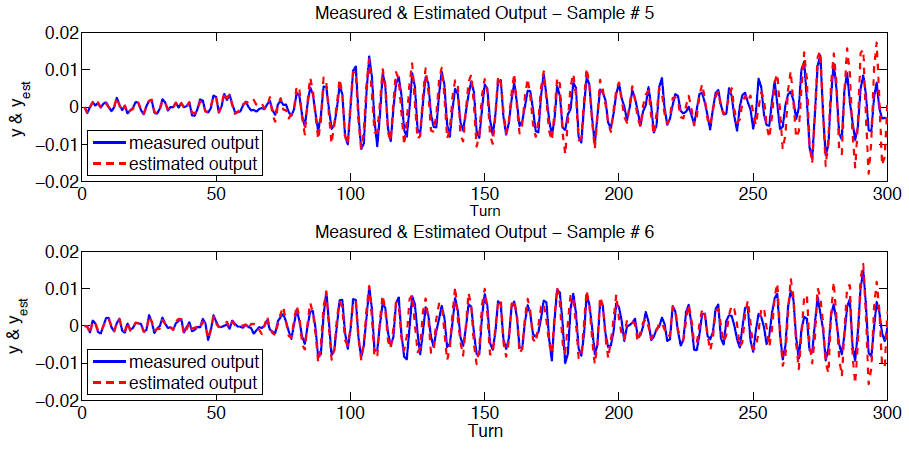 Measured & Estimated Output – Sample # 5
0.02
0.01
0
−0.01
−0.02
y & yest
measured output
estimated output
0 50 100 150 200 250 300
Turn
Measured & Estimated Output – Sample # 6
0.02
0.01
0
−0.01
−0.02
y & yest
measured output
estimated output
0 50 100 150 200 250 300
Turn